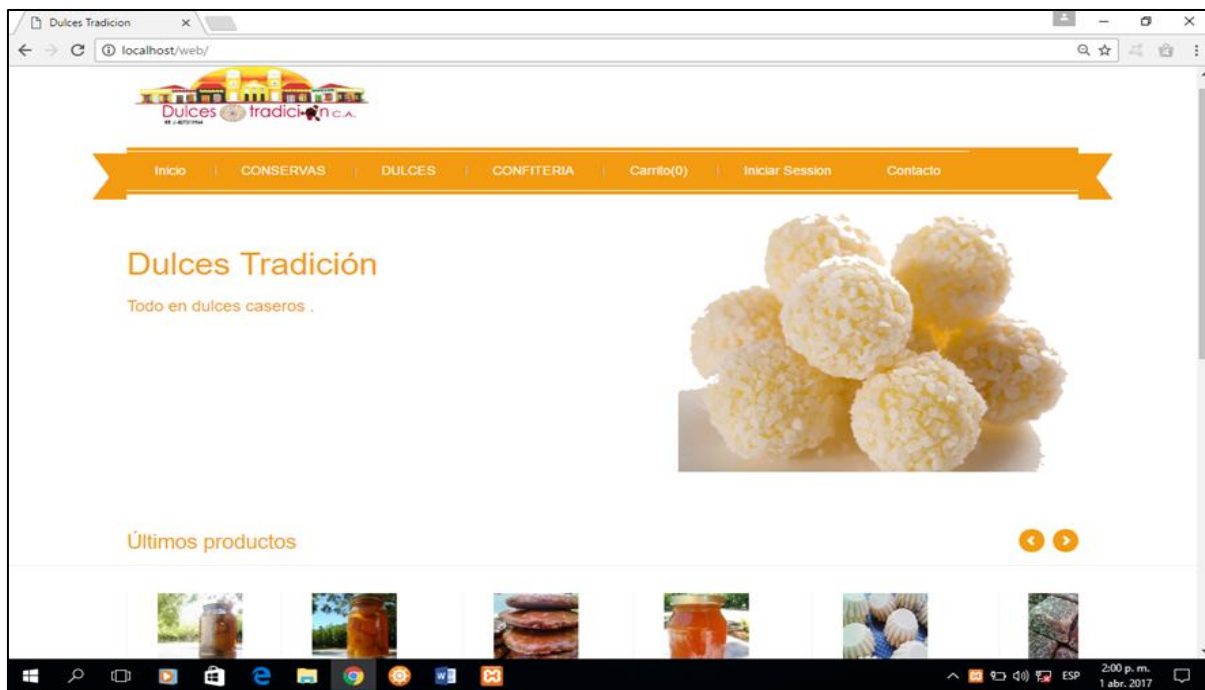 Dulces Tradicion
localhost/web/
Dulces tradición C.A.
Inicio CONSERVAS DULCES CONFITERIA Carrito(0) Iniciar Session Contacto
Dulces Tradición
Todo en dulces caseros .
Últimos productos
ESP
2:00 p. m.
1 abr. 2017